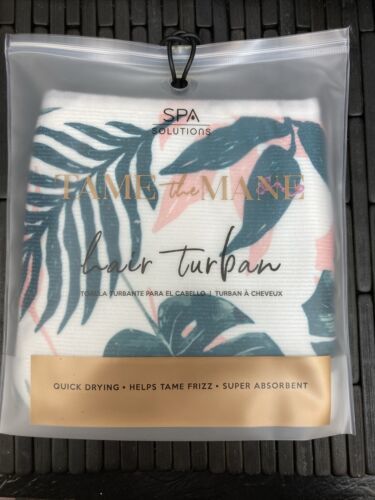 SPA
SOLUTIONS
TAME the MANE
hair turban
TOALLA TURBANTE PARA EL CABELLO | TURBAN À CHEVEUX
QUICK DRYING • HELPS TAME FRIZZ • SUPER ABSORBENT